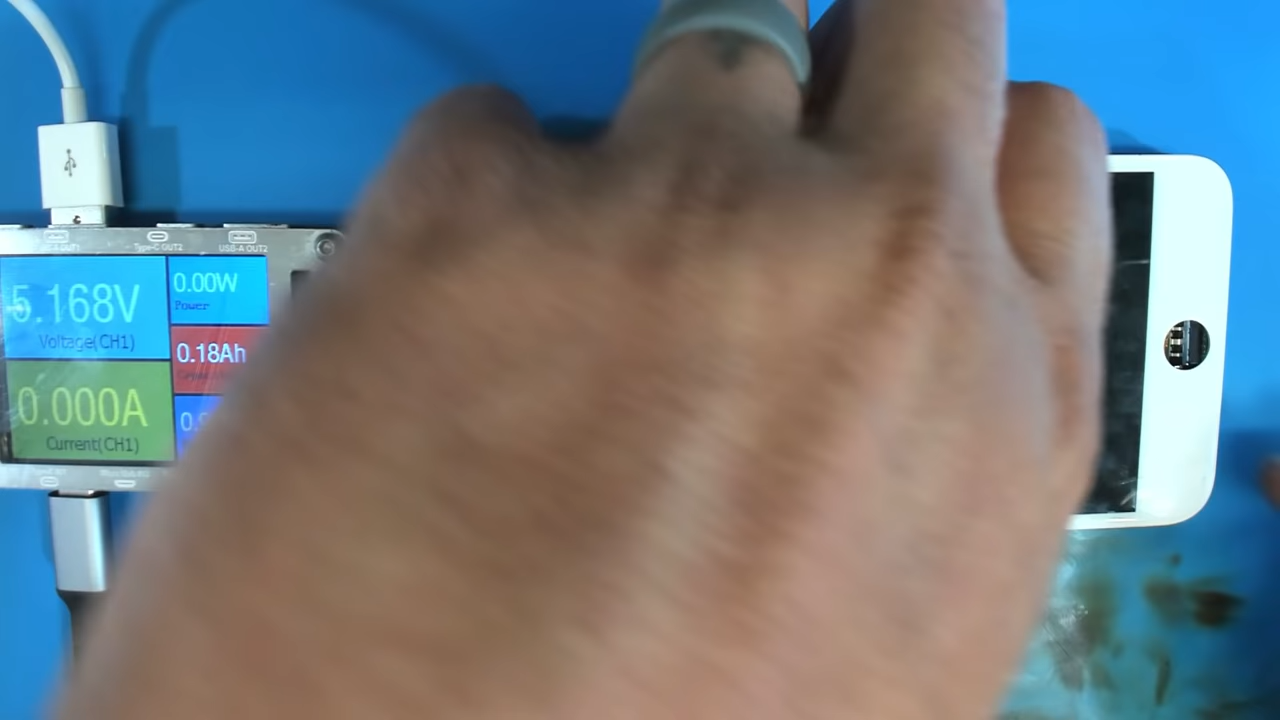 Type-C OUT2
USB-A OUT2
5.168V
Voltage(CH1)
0.000A
Current(CH1)
0.00W
Power
0.18Ah